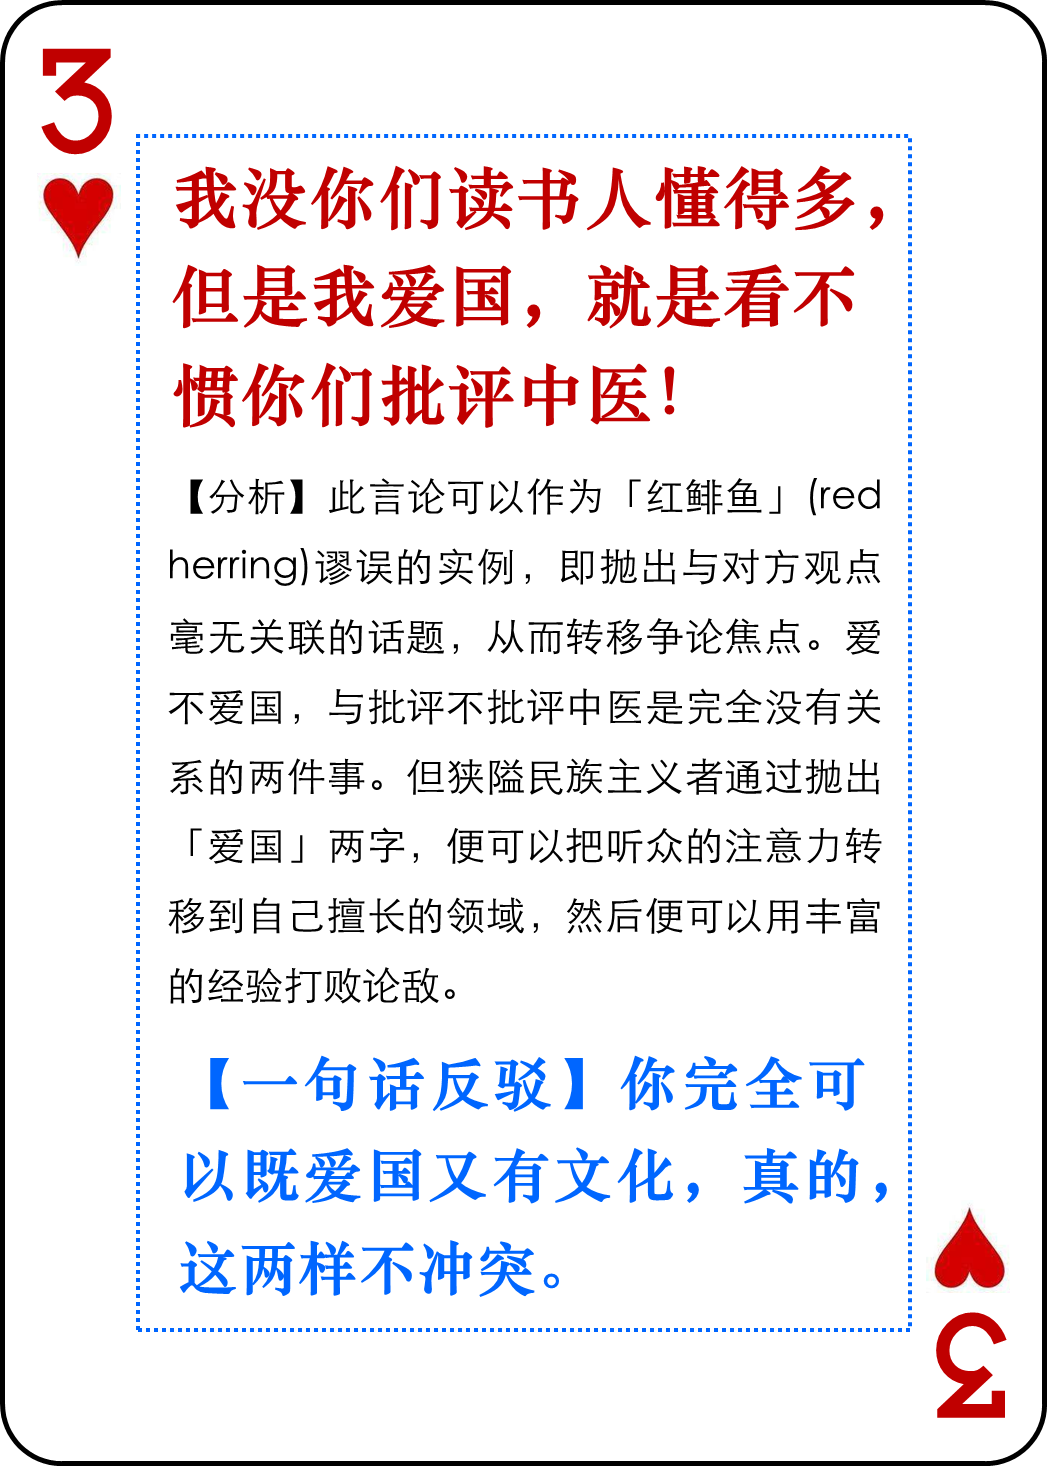 3
我没你们读书人懂得多，
但是我爱国，就是看不
惯你们批评中医！
【分析】此言论可以作为「红鲱鱼」(red
herring)谬误的实例，即抛出与对方观点
毫无关联的话题，从而转移争论焦点。爱
不爱国，与批评不批评中医是完全没有关
系的两件事。但狭隘民族主义者通过抛出
「爱国」两字，便可以把听众的注意力转
移到自己擅长的领域，然后便可以用丰富
的经验打败论敌。
【一句话反驳】你完全可
以既爱国又有文化，真的，
这两样不冲突。
3